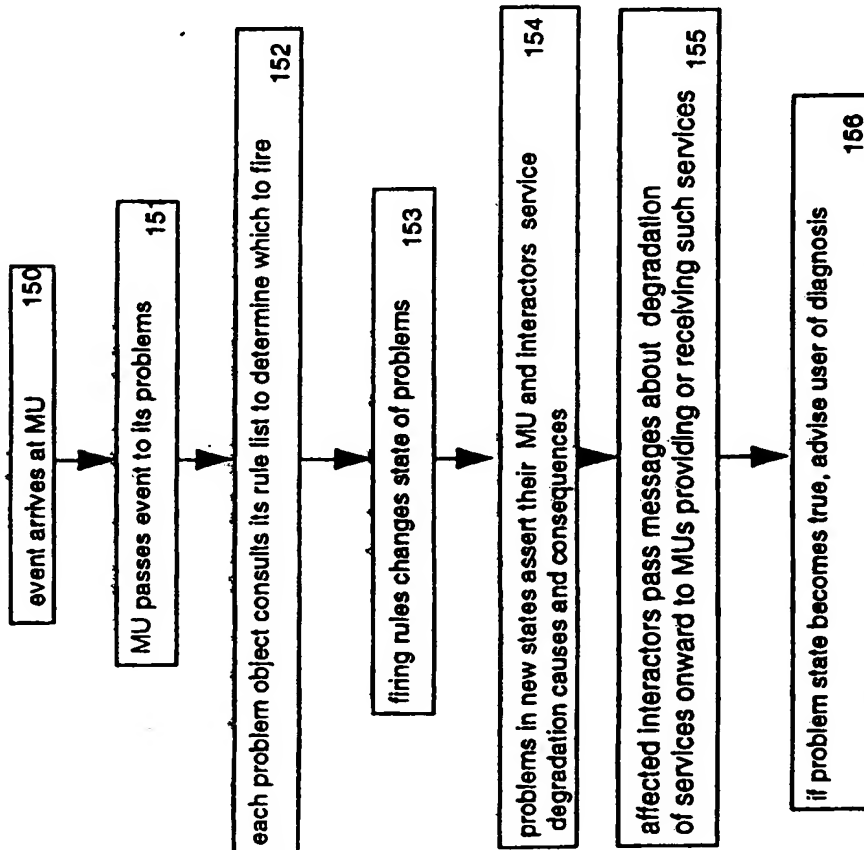 event arrives at MU
150
MU passes event to its problems
151
each problem object consults its rule list to determine which to fire
152
firing rules changes state of problems
153
problems in new states assert their MU and interactors service
degradation causes and consequences
154
affected interactors pass messages about degradation
of services onward to MUs providing or receiving such services
155
if problem state becomes true, advise user of diagnosis
156